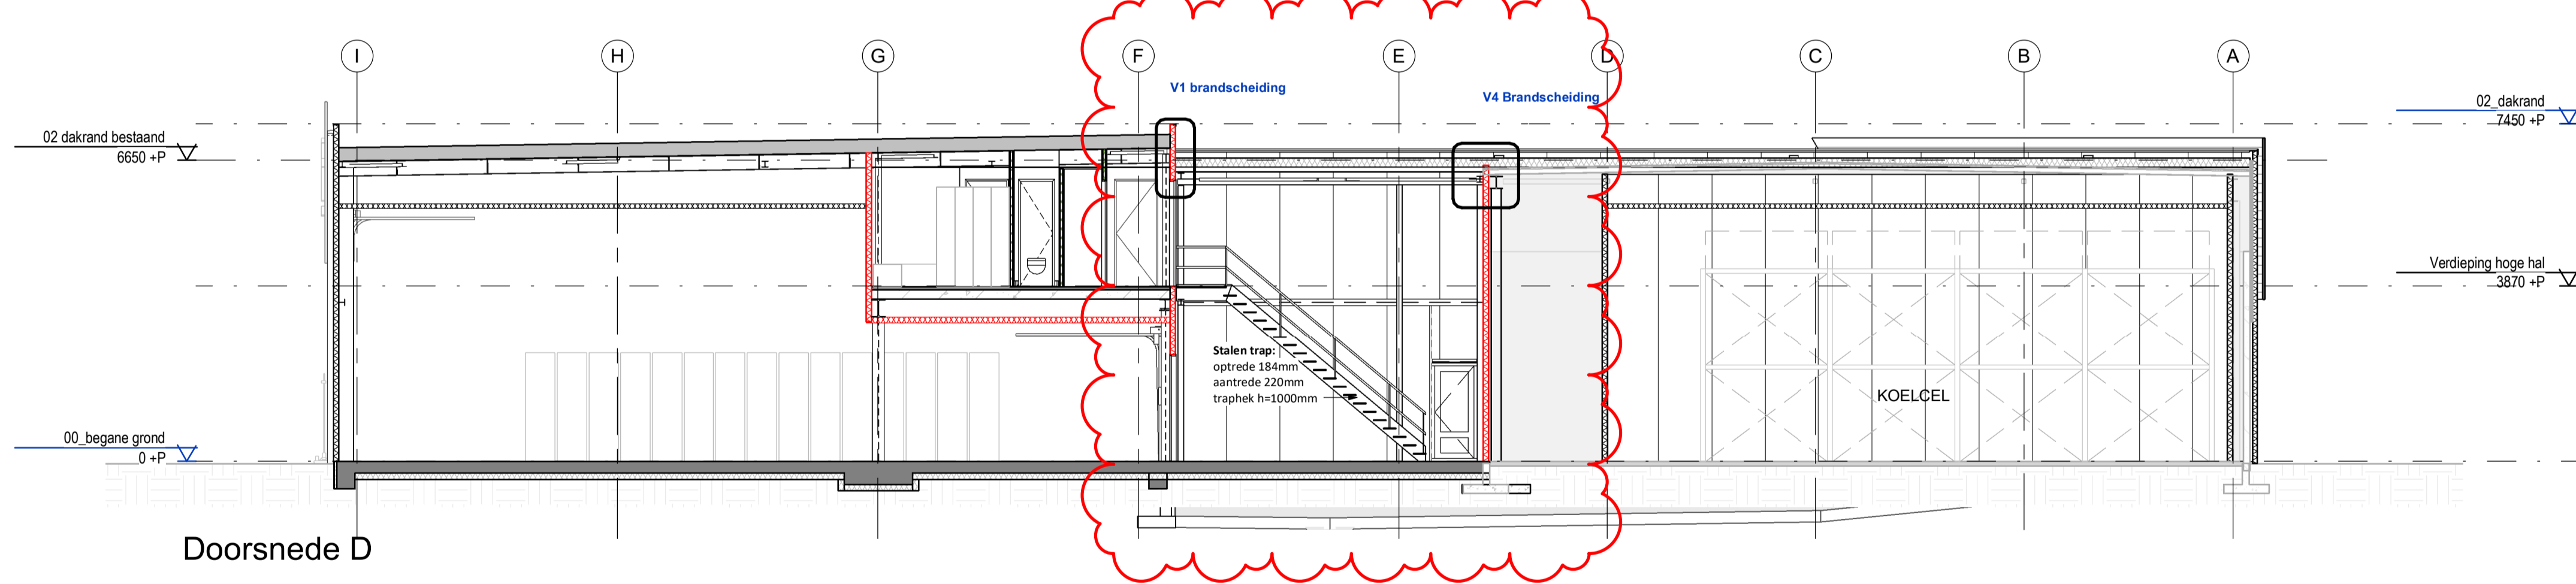 I
H
G
F
E
D
C
B
A
V1 brandscheiding
V4 Brandscheiding
02 dakrand bestaand
6650 +P
02_dakrand
7450 +P
Verdieping hoge hal
3870 +P
Stalen trap:
optrede 184mm
aantrede 220mm
traphek h=1000mm
KOELCEL
00_begane grond
0 +P
Doorsnede D